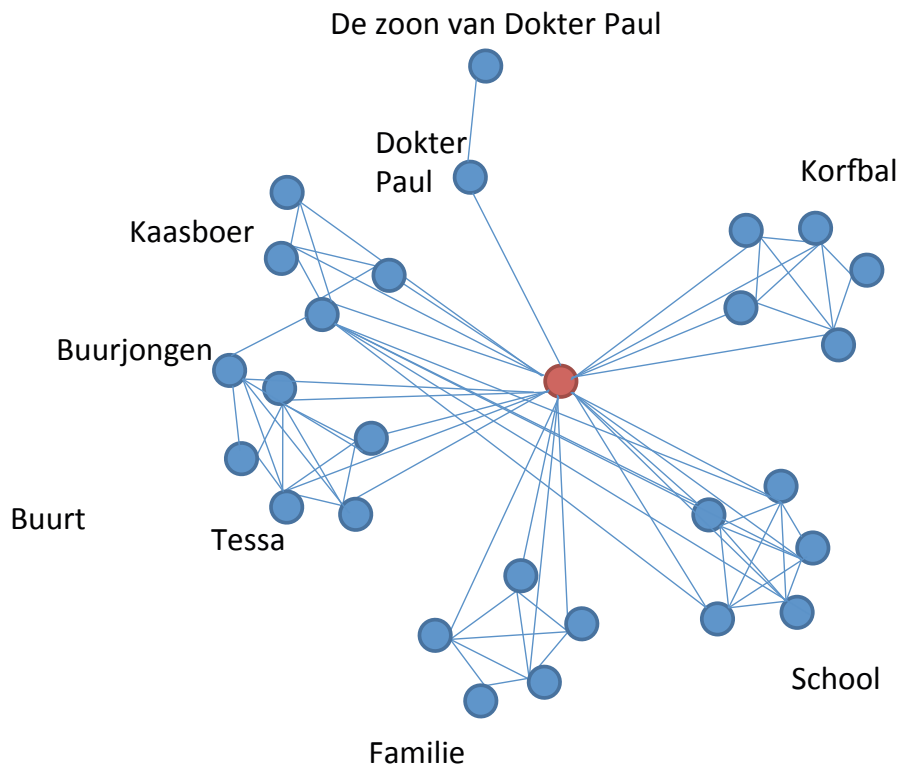 De zoon van Dokter Paul
Dokter
Paul
Korfbal
Kaasboer
Buurjongen
Buurt
Tessa
School
Familie